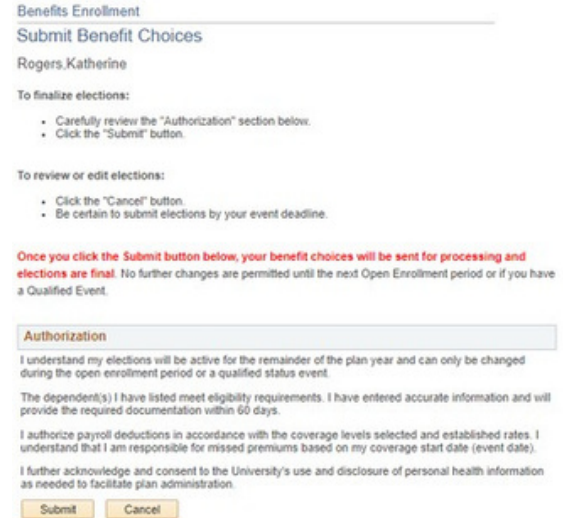 Benefits Enrollment
Submit Benefit Choices
Rogers,Katherine
To finalize elections:
• Carefully review the "Authorization" section below.
• Click the "Submit" button.
To review or edit elections:
• Click the "Cancel" button.
• Be certain to submit elections by your event deadline.
Once you click the Submit button below, your benefit choices will be sent for processing and
elections are final. No further changes are permitted until the next Open Enrollment period or if you have
a Qualified Event.
Authorization
I understand my elections will be active for the remainder of the plan year and can only be changed
during the open enrollment period or a qualified status event.
The dependent(s) I have listed meet eligibility requirements. I have entered accurate information and will
provide the required documentation within 60 days.
I authorize payroll deductions in accordance with the coverage levels selected and established rates. I
understand that I am responsible for missed premiums based on my coverage start date (event date).
I further acknowledge and consent to the University's use and disclosure of personal health information
as needed to facilitate plan administration.
Submit Cancel